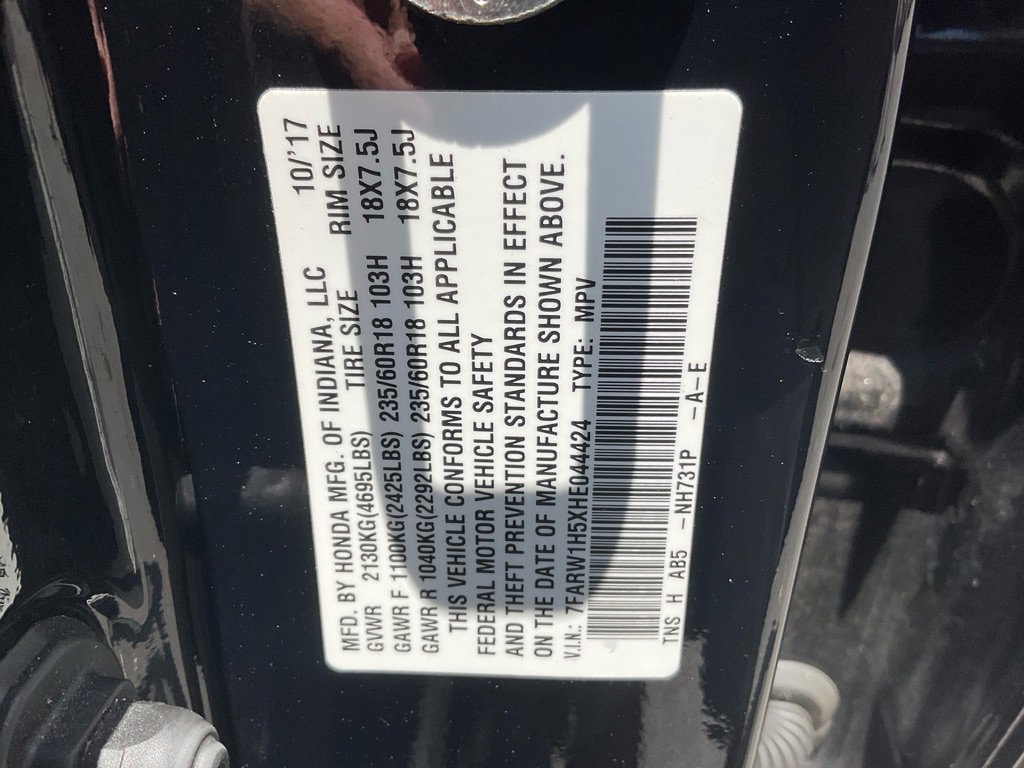 MFD. BY HONDA MFG. OF INDIANA, LLC 10/'17
GVWR 2130KG(4695LBS) TIRE SIZE RIM SIZE
GAWR F 1100KG(2425LBS) 235/60R18 103H 18X7.5J
GAWR R 1040KG(2292LBS) 235/60R18 103H 18X7.5J
THIS VEHICLE CONFORMS TO ALL APPLICABLE
FEDERAL MOTOR VEHICLE SAFETY
AND THEFT PREVENTION STANDARDS IN EFFECT
ON THE DATE OF MANUFACTURE SHOWN ABOVE.
V.I.N.: 7FARW1H5XHE044424 TYPE: MPV
TNS H AB5 -NH731P -A-E